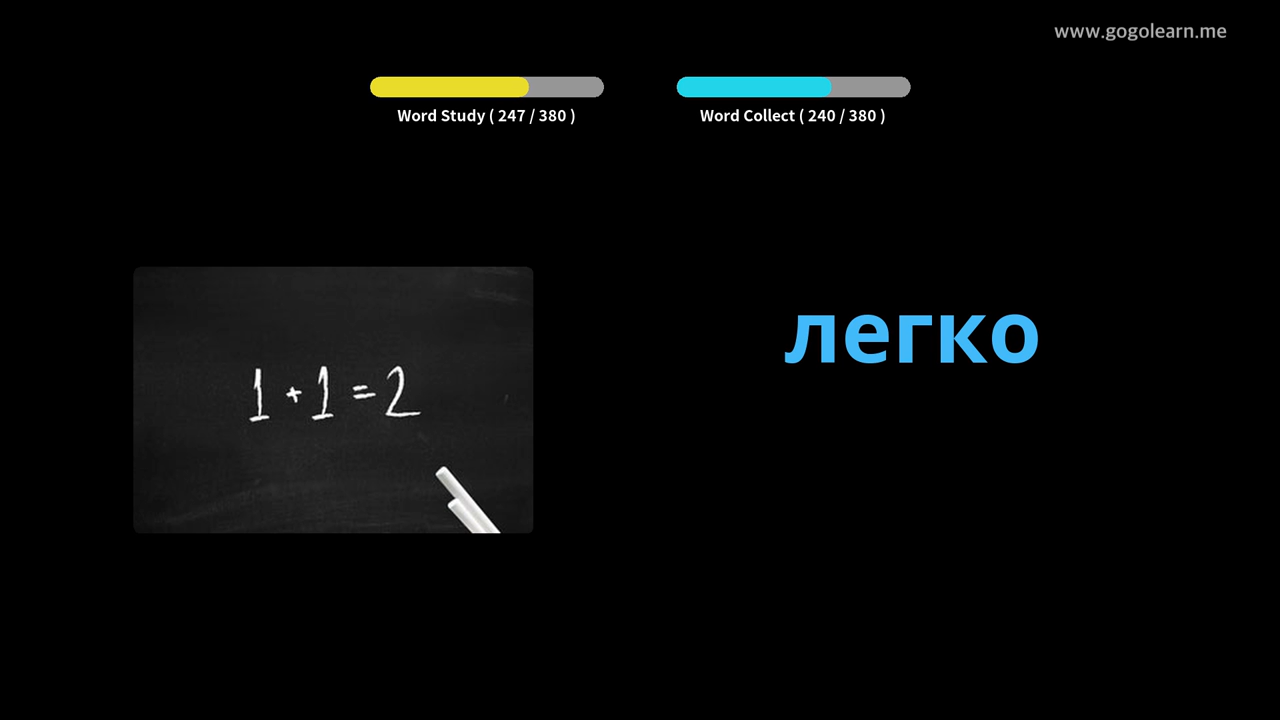 www.gogolearn.me
Word Study ( 247 / 380 )
Word Collect ( 240 / 380 )
легко
1 + 1 = 2